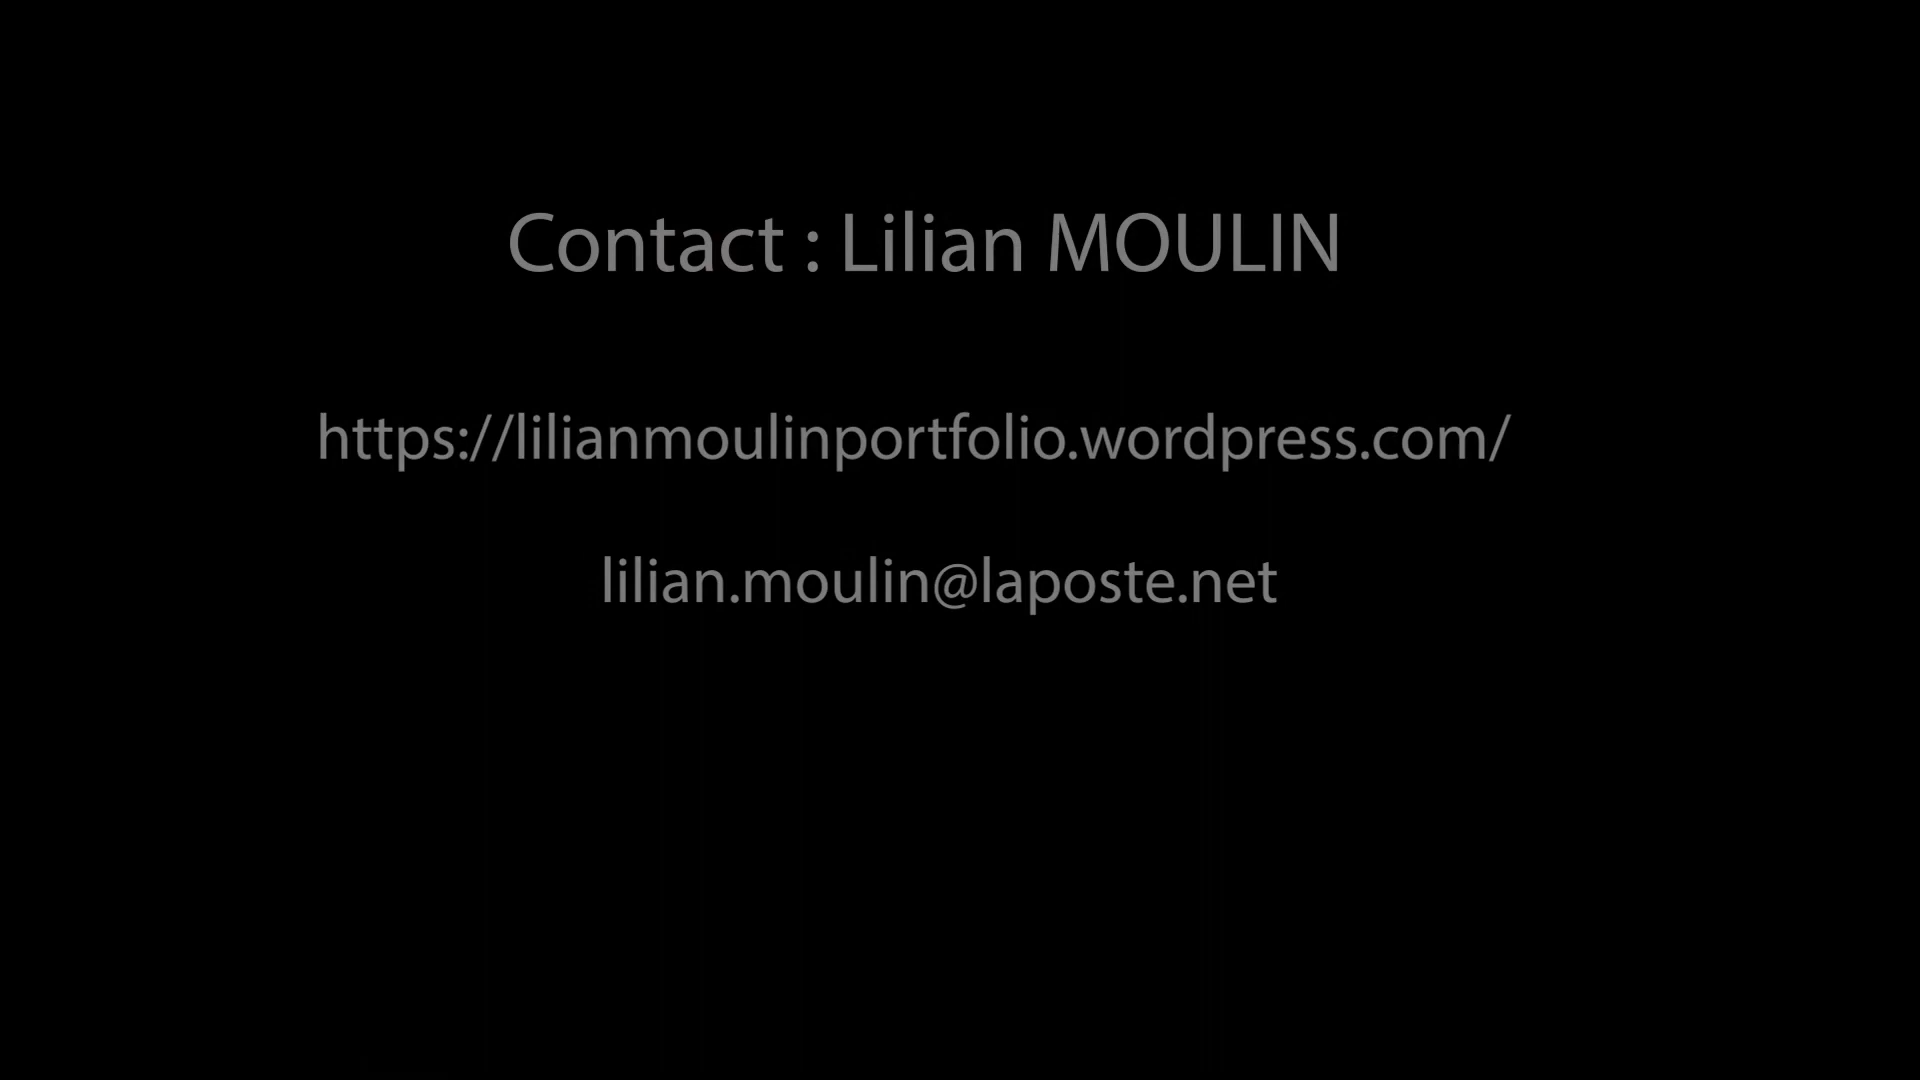 Contact : Lilian MOULIN
https://lilianmoulinportfolio.wordpress.com/
lilian.moulin@laposte.net